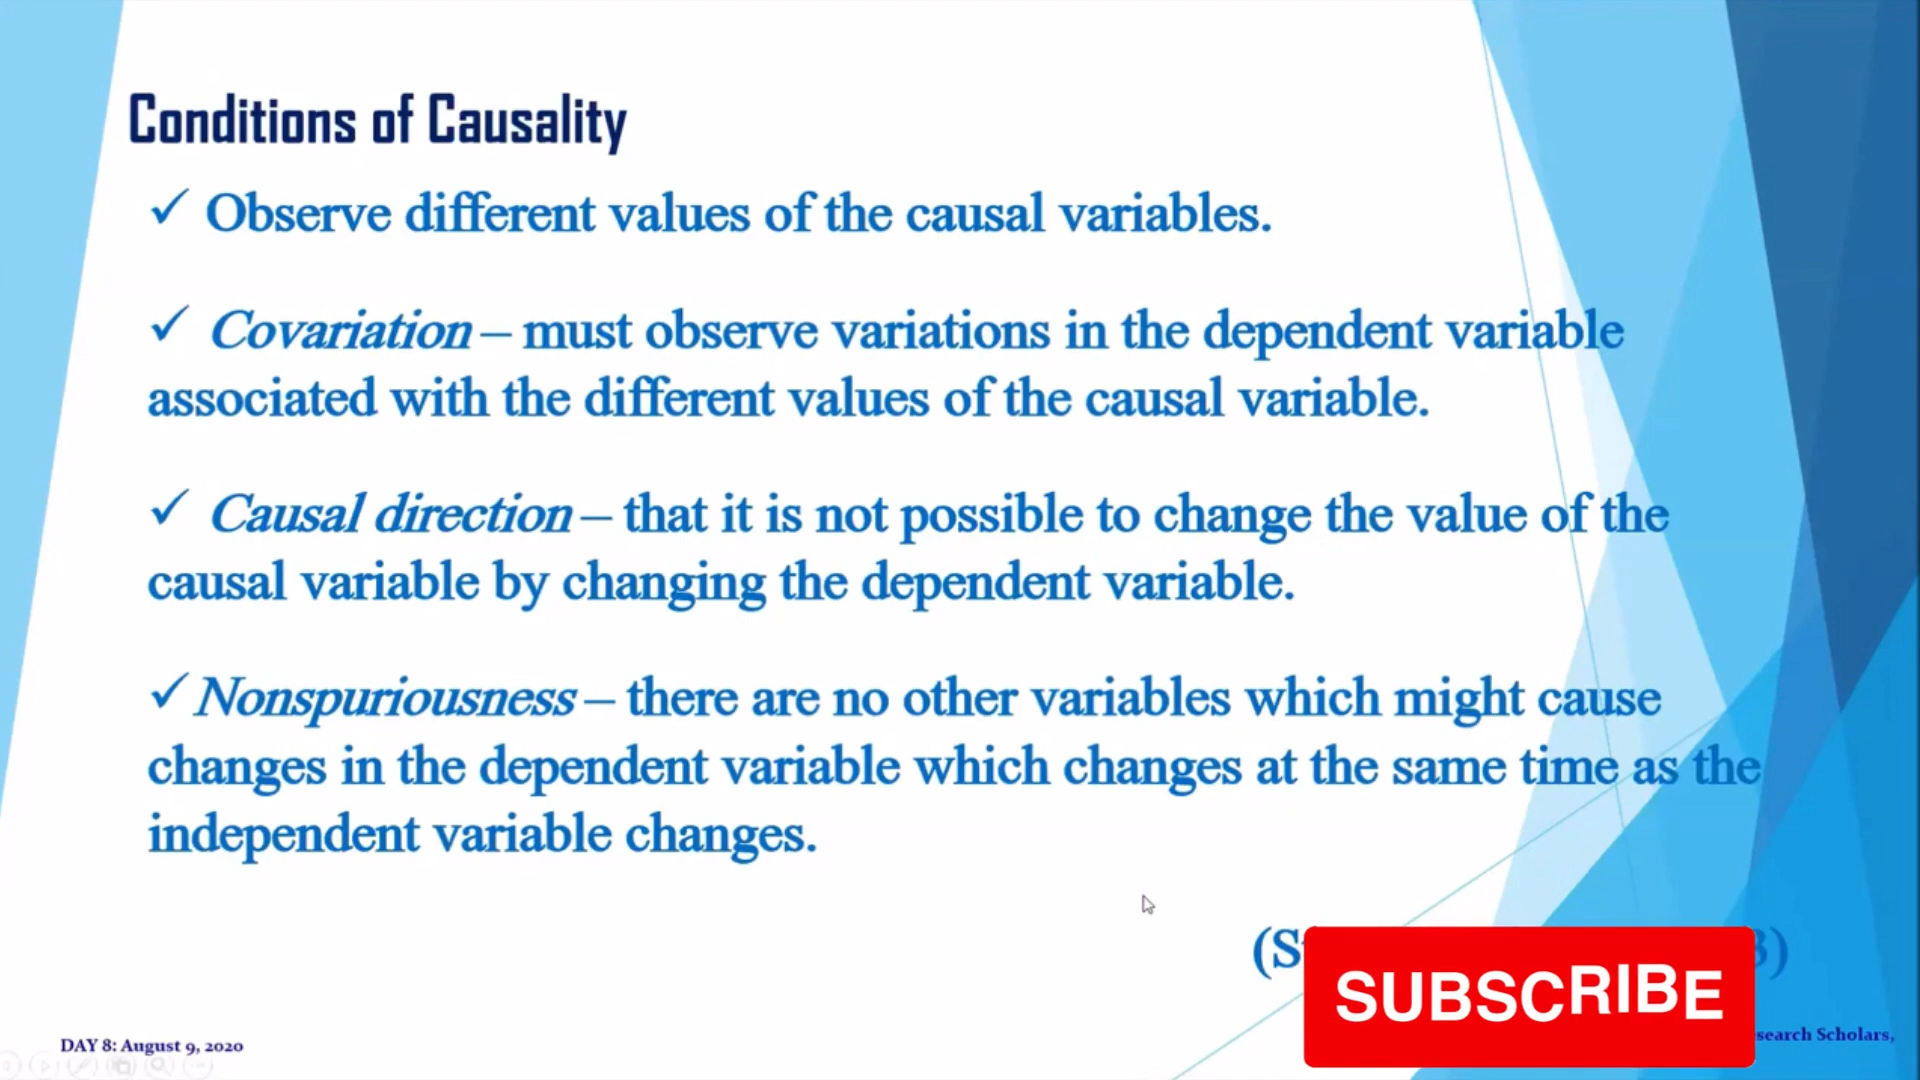 Conditions of Causality
✓ Observe different values of the causal variables.
✓ Covariation – must observe variations in the dependent variable
associated with the different values of the causal variable.
✓ Causal direction – that it is not possible to change the value of the
causal variable by changing the dependent variable.
✓ Nonspuriousness – there are no other variables which might cause
changes in the dependent variable which changes at the same time as the
independent variable changes.
SUBSCRIBE
DAY 8: August 9, 2020
Scholars,